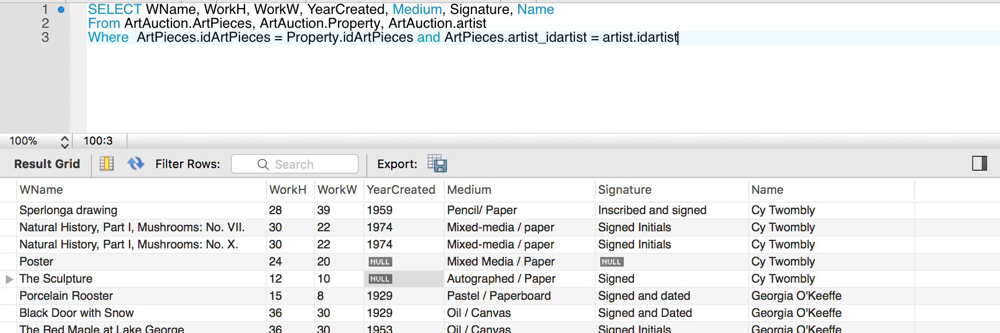 1 SELECT WName, WorkH, WorkW, YearCreated, Medium, Signature, Name
2 From ArtAuction.ArtPieces, ArtAuction.Property, ArtAuction.artist
3 Where  ArtPieces.idArtPieces = Property.idArtPieces and ArtPieces.artist_idartist = artist.idartist
100% 100:3
Result Grid Filter Rows: Search Export:
WName WorkH WorkW YearCreated Medium Signature Name
Sperlonga drawing 28 39 1959 Pencil/ Paper Inscribed and signed Cy Twombly
Natural History, Part I, Mushrooms: No. VII. 30 22 1974 Mixed-media / paper Signed Initials Cy Twombly
Natural History, Part I, Mushrooms: No. X. 30 22 1974 Mixed-media / paper Signed Initials Cy Twombly
Poster 24 20 NULL Mixed Media / Paper NULL Cy Twombly
The Sculpture 12 10 NULL Autographed / Paper Signed Cy Twombly
Porcelain Rooster 15 8 1929 Pastel / Paperboard Signed and dated Georgia O'Keeffe
Black Door with Snow 36 30 1929 Oil / Canvas Signed and Dated Georgia O'Keeffe
The Red Maple at Lake George 36 30 1953 Oil / Canvas Signed Initials Georgia O'Keeffe